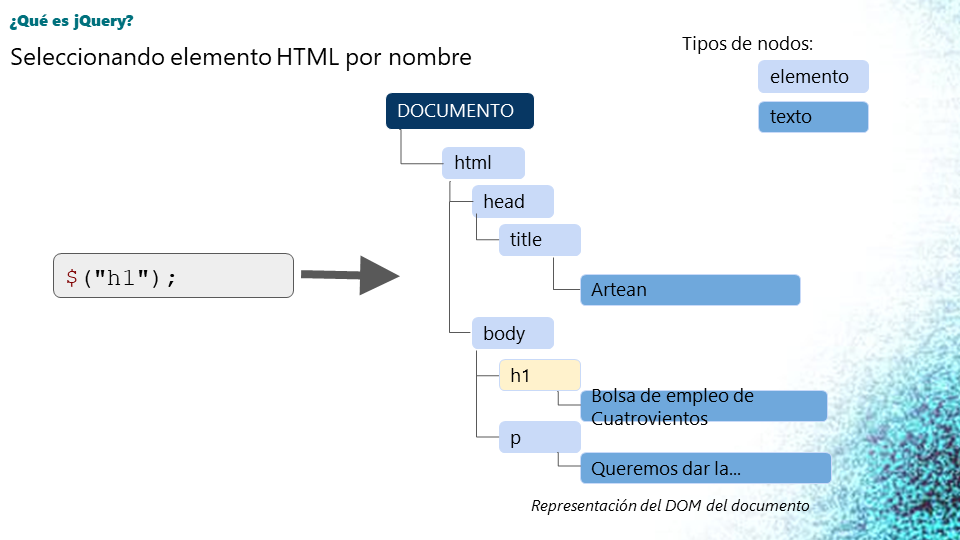 ¿Qué es jQuery?
Seleccionando elemento HTML por nombre
Tipos de nodos:
elemento
texto
DOCUMENTO
html
head
title
$("h1");
Artean
body
h1
Bolsa de empleo de
Cuatrovientos
p
Queremos dar la...
Representación del DOM del documento